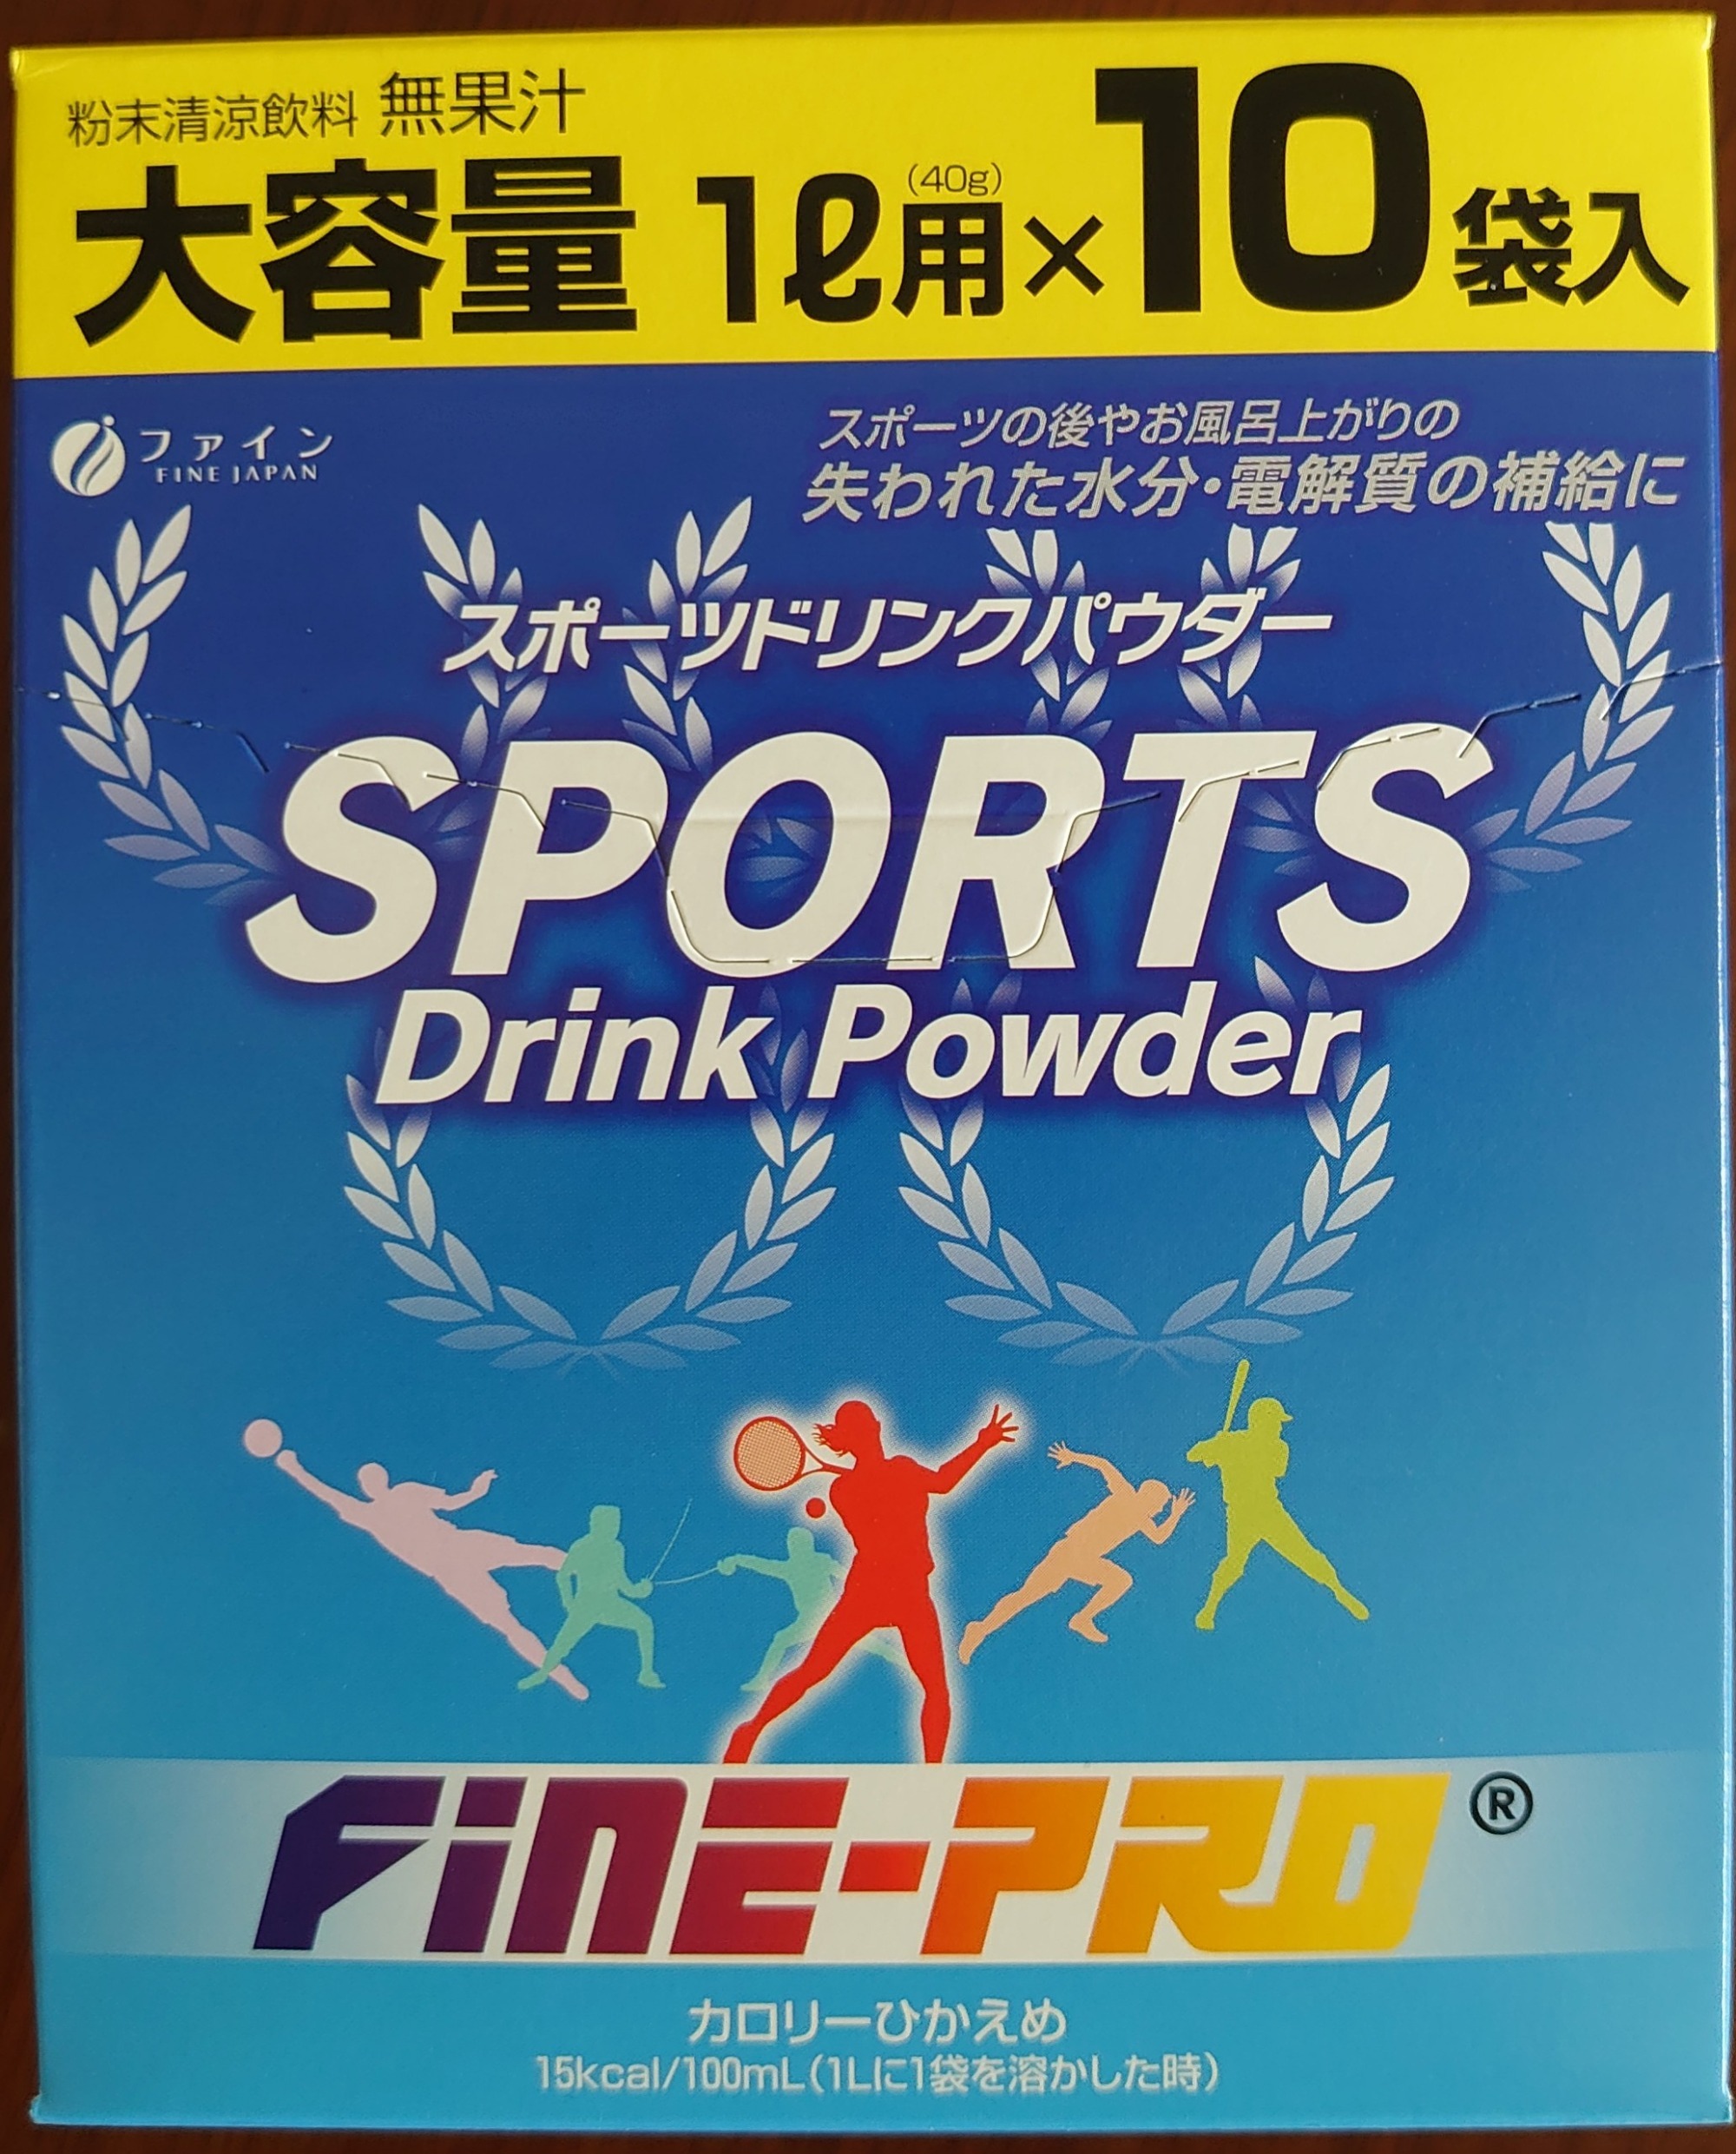 粉末清涼飲料 無果汁
大容量 1ℓ用(40g)×10袋入
ファイン
FINE JAPAN
スポーツの後やお風呂上がりの
失われた水分・電解質の補給に
スポーツドリンクパウダー
SPORTS
Drink Powder
FINE-PRO®
カロリーひかえめ
15kcal/100mL(1Lに1袋を溶かした時)